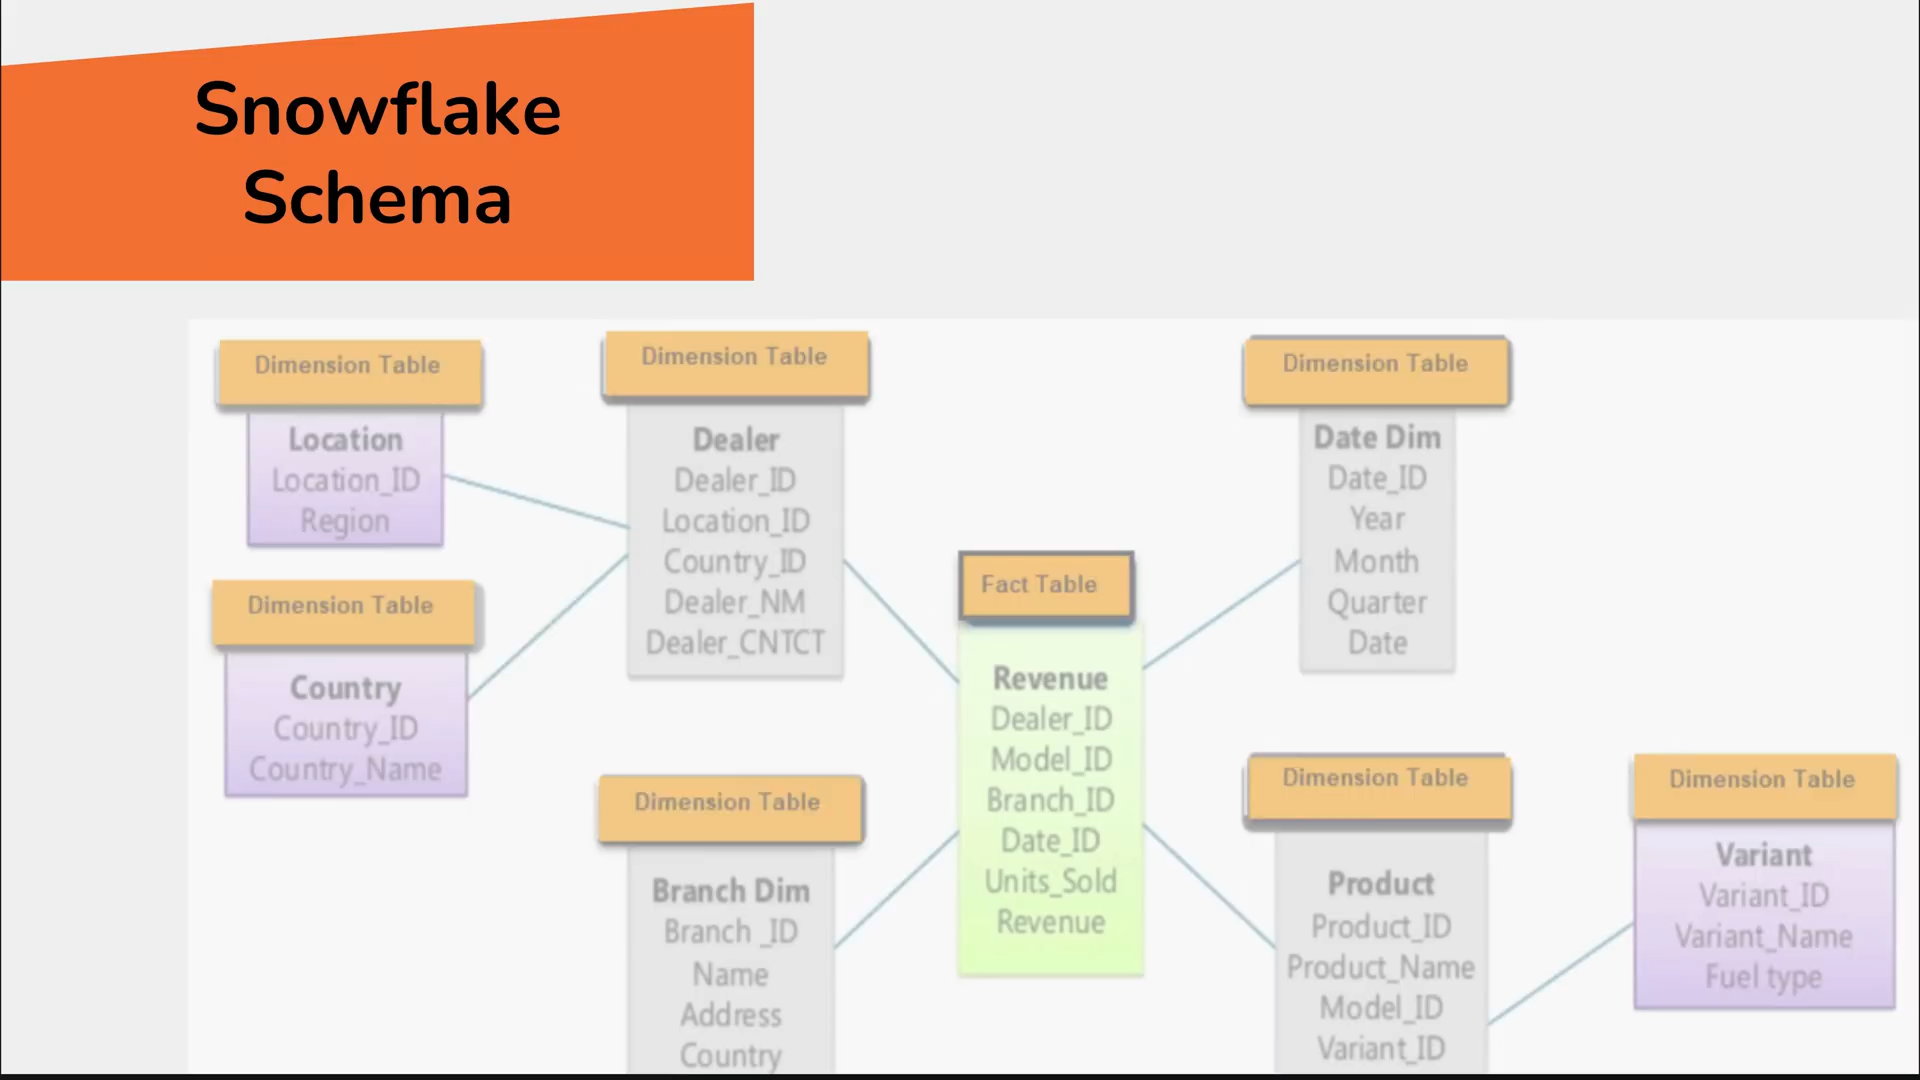 Snowflake
Schema
Dimension Table
Location
Location_ID
Region
Dimension Table
Country
Country_ID
Country_Name
Dimension Table
Dealer
Dealer_ID
Location_ID
Country_ID
Dealer_NM
Dealer_CNTCT
Dimension Table
Branch Dim
Branch _ID
Name
Address
Country
Fact Table
Revenue
Dealer_ID
Model_ID
Branch_ID
Date_ID
Units_Sold
Revenue
Dimension Table
Date Dim
Date_ID
Year
Month
Quarter
Date
Dimension Table
Product
Product_ID
Product_Name
Model_ID
Variant_ID
Dimension Table
Variant
Variant_ID
Variant_Name
Fuel type